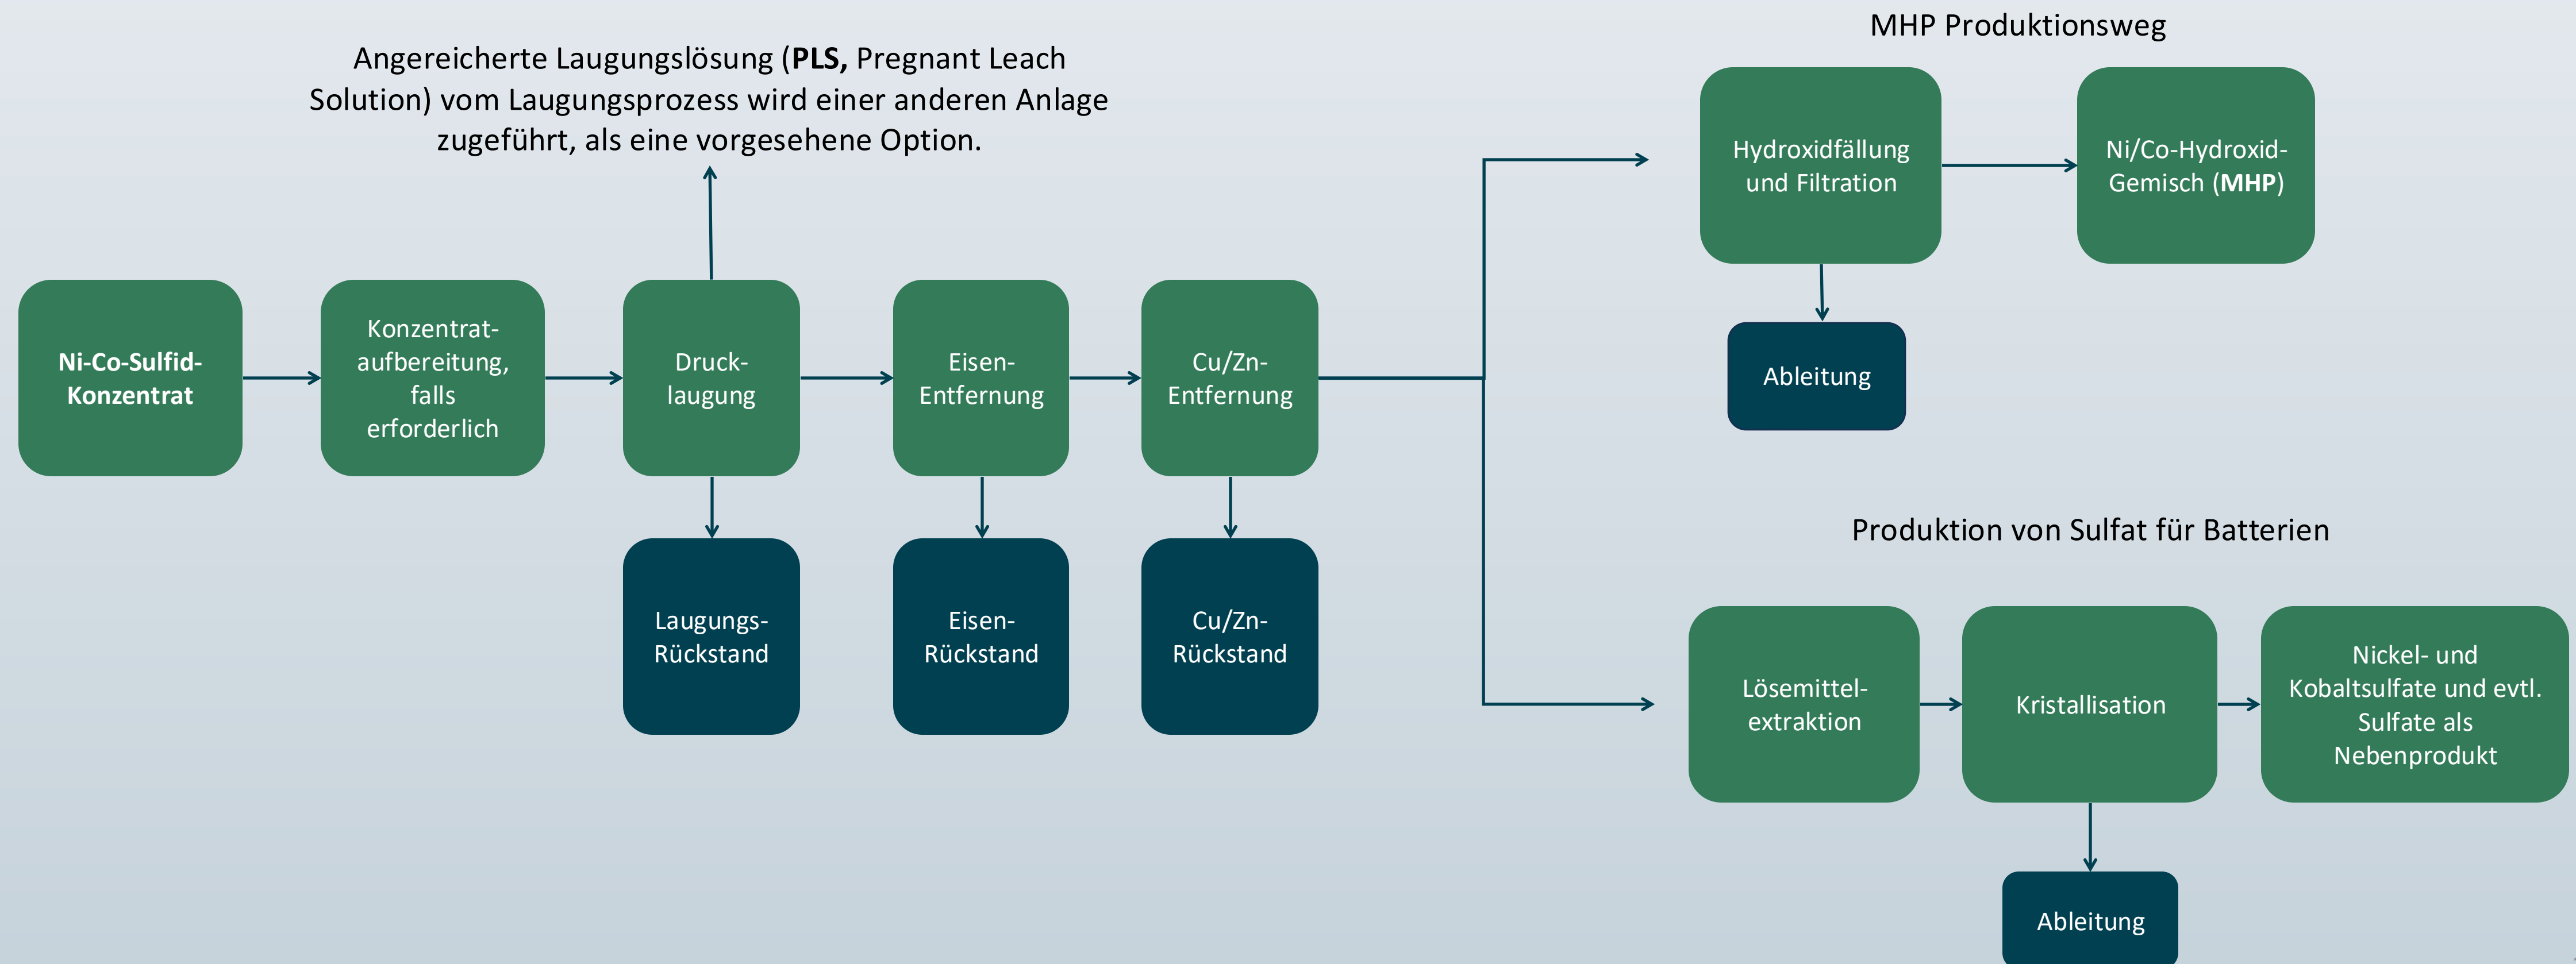 MHP Produktionsweg
Angereicherte Laugungslösung (PLS, Pregnant Leach
Solution) vom Laugungsprozess wird einer anderen Anlage
zugeführt, als eine vorgesehene Option.
Hydroxidfällung
und Filtration
Ni/Co-Hydroxid-
Gemisch (MHP)
Ableitung
Ni-Co-Sulfid-
Konzentrat
Konzentrat-
aufbereitung,
falls
erforderlich
Druck-
laugung
Eisen-
Entfernung
Cu/Zn-
Entfernung
Laugungs-
Rückstand
Eisen-
Rückstand
Cu/Zn-
Rückstand
Produktion von Sulfat für Batterien
Lösemittel-
extraktion
Kristallisation
Nickel- und
Kobaltsulfate und evtl.
Sulfate als
Nebenprodukt
Ableitung